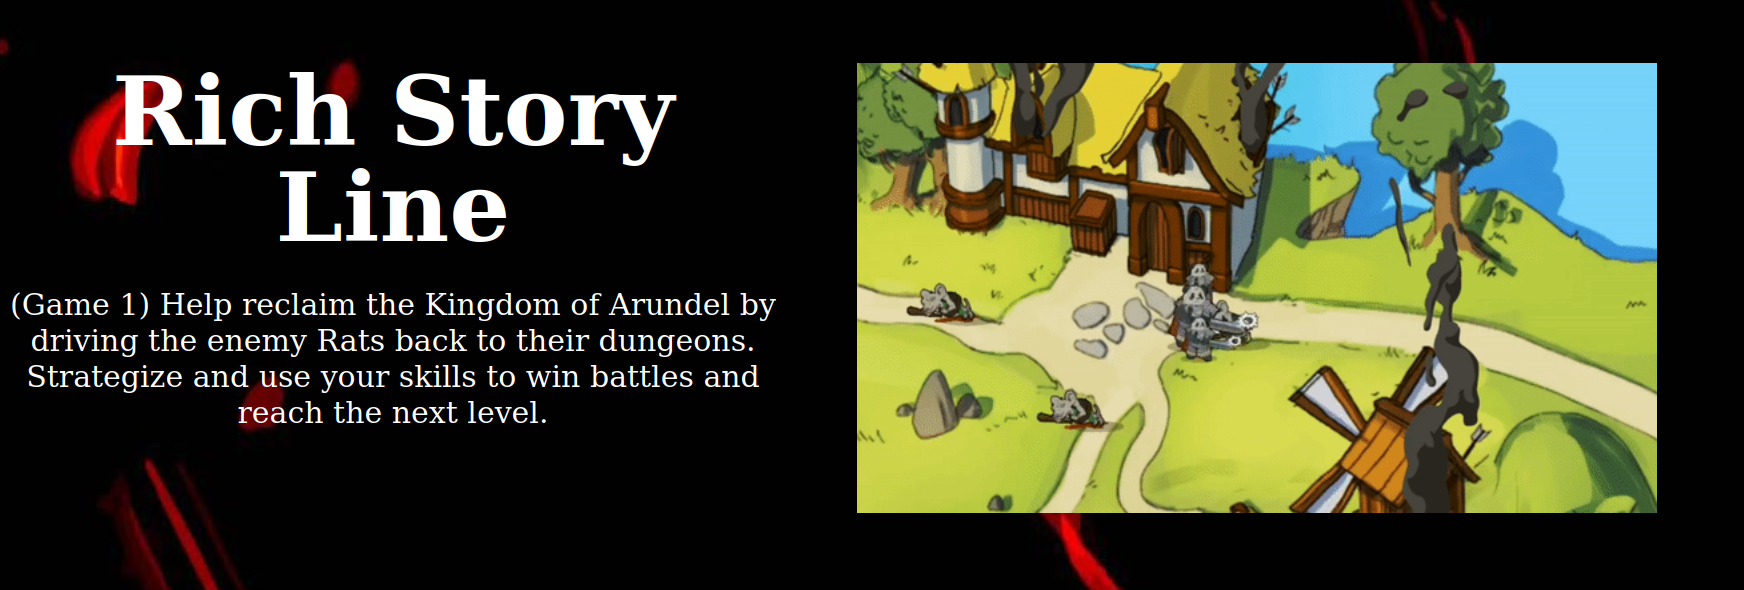 Rich Story
Line
(Game 1) Help reclaim the Kingdom of Arundel by
driving the enemy Rats back to their dungeons.
Strategize and use your skills to win battles and
reach the next level.